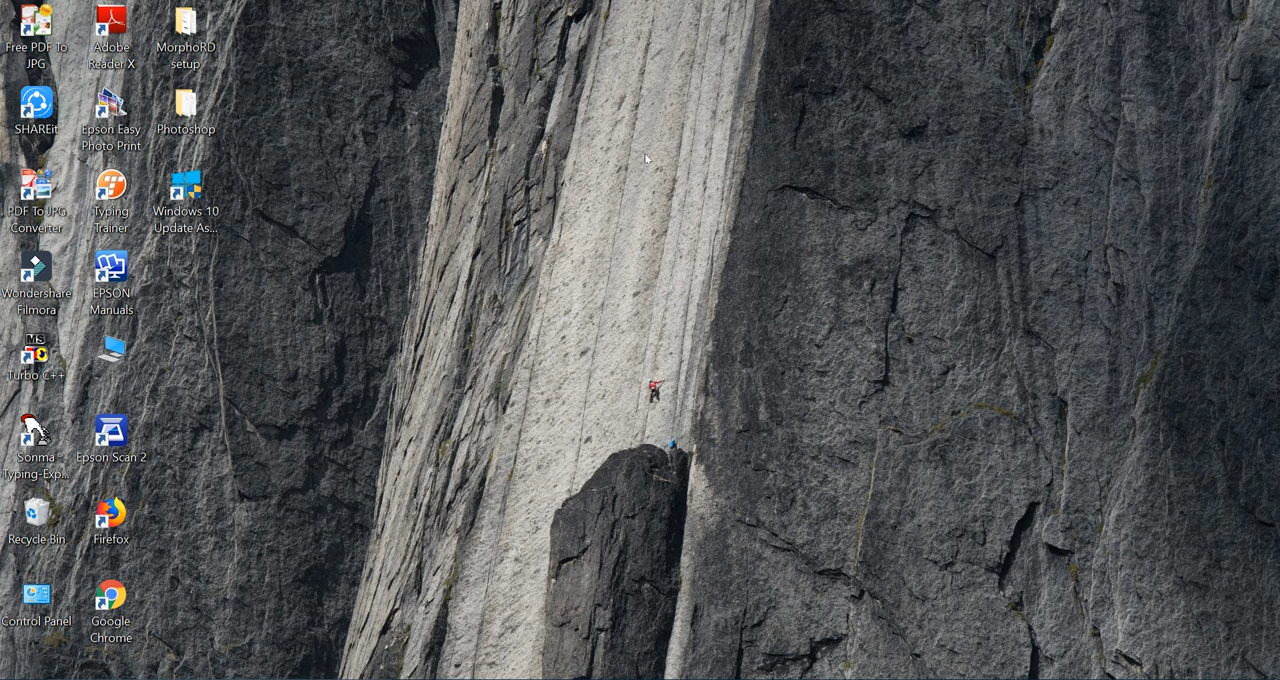 Free PDF To
JPG
Adobe
Reader X
MorphoRD
setup
SHAREit
Epson Easy
Photo Print
Photoshop
PDF To JPG
Converter
Typing
Trainer
Windows 10
Update As...
Wondershare
Filmora
EPSON
Manuals
MS
Turbo C++
Sonma
Typing-Exp...
Epson Scan 2
Recycle Bin
Firefox
Control Panel
Google
Chrome